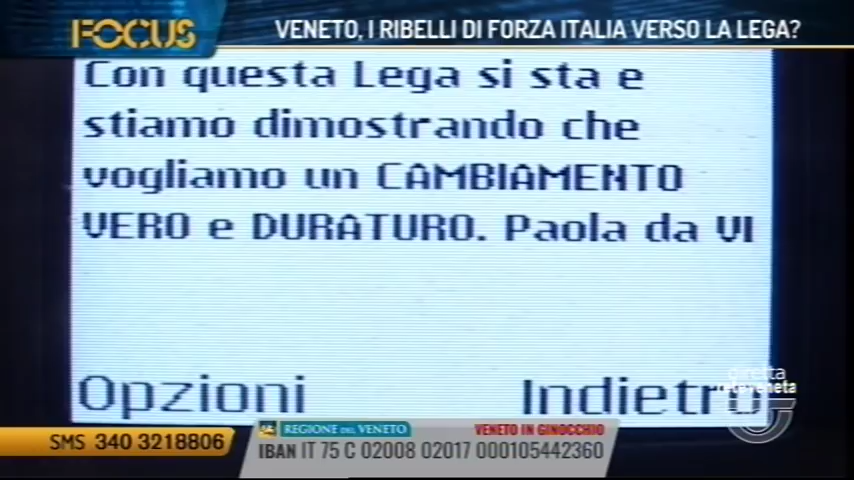 FOCUS
VENETO, I RIBELLI DI FORZA ITALIA VERSO LA LEGA?
Con questa Lega si sta e
stiamo dimostrando che
vogliamo un CAMBIAMENTO
VERO e DURATURO. Paola da VI
Opzioni Indietro
diretta
reteveneta
SMS 340 3218806
REGIONE DEL VENETO VENETO IN GINOCCHIO
IBAN IT 75 C 02008 02017 000105442360